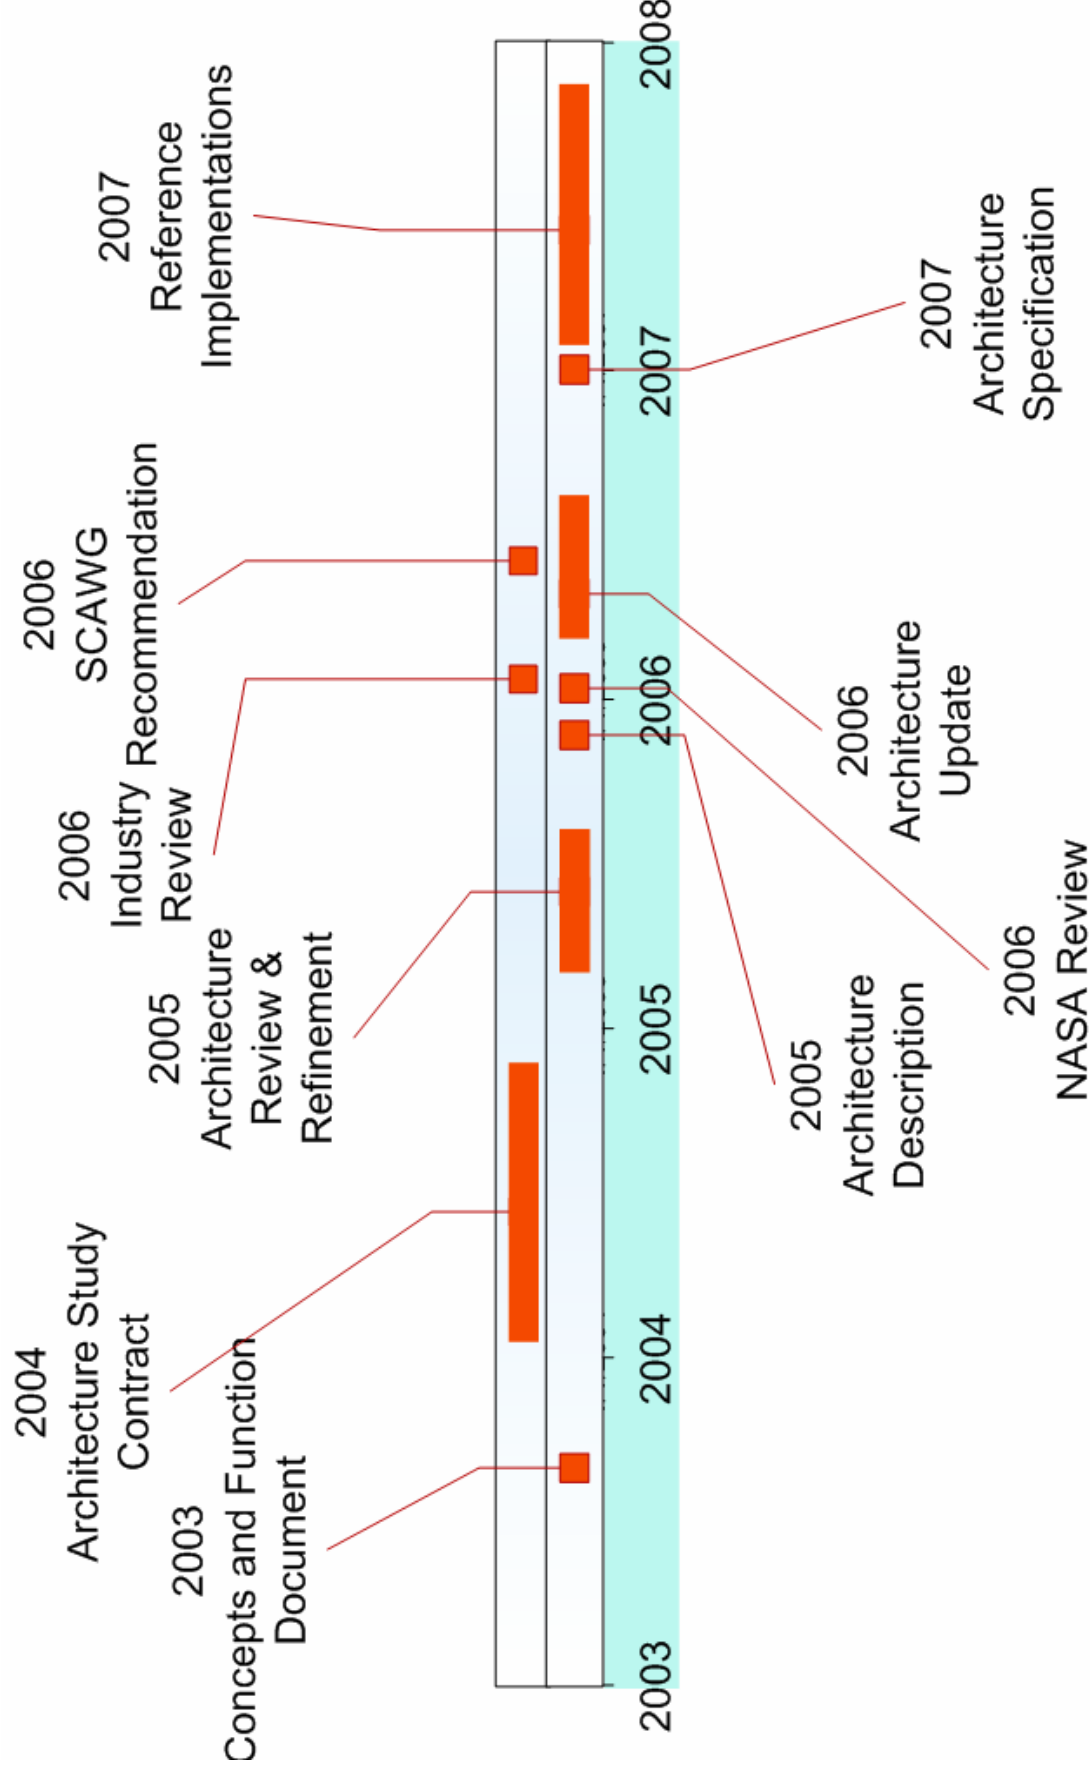 2004
Architecture Study
Contract
2003
Concepts and Function
Document
2005
Architecture
Review &
Refinement
2006
Industry
Review
2006
SCAWG
Recommendation
2007
Reference
Implementations
2003
2004
2005
2006
2007
2008
2005
Architecture
Description
2006
NASA Review
2006
Architecture
Update
2007
Architecture
Specification